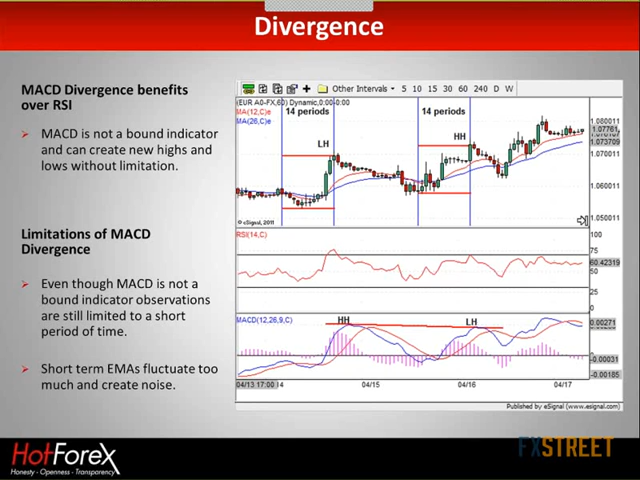 Divergence
MACD Divergence benefits
over RSI
MACD is not a bound indicator
and can create new highs and
lows without limitation.
Limitations of MACD
Divergence
Even though MACD is not a
bound indicator observations
are still limited to a short
period of time.
Short term EMAs fluctuate too
much and create noise.
Other Intervals 5 10 15 30 60 240 D W
(EUR A0-FX,60) Dynamic,0:00-0:00
MA(12,C)e
MA(26,C)e
14 periods
14 periods
LH
HH
1.080011
1.07761
1.073709
1.060011
1.050011
© eSignal, 2011
RSI(14,C)
100
75
60.42319
50
25
MACD(12,26,9,C)
HH
LH
0.00271
0
-0.00031
-0.00185
04/13 17:00 14 04/15 04/16 04/17
Published by eSignal (www.esignal.com)
HotForex
Honesty - Openness - Transparency
FXSTREET